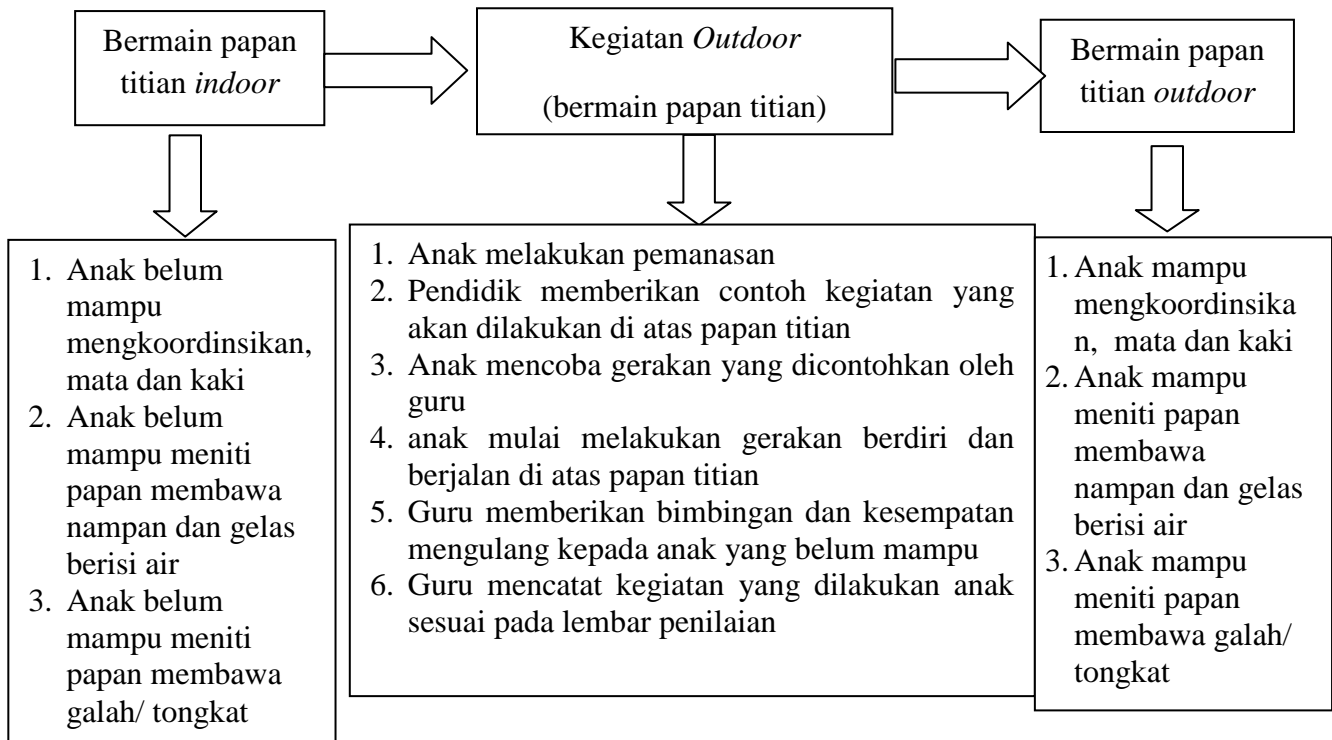 Bermain papan
titian indoor
Kegiatan Outdoor
(bermain papan titian)
Bermain papan
titian outdoor
1. Anak belum
mampu
mengkoordinsikan,
mata dan kaki
2. Anak belum
mampu meniti
papan membawa
nampan dan gelas
berisi air
3. Anak belum
mampu meniti
papan membawa
galah/ tongkat
1. Anak melakukan pemanasan
2. Pendidik memberikan contoh kegiatan yang
akan dilakukan di atas papan titian
3. Anak mencoba gerakan yang dicontohkan oleh
guru
4. anak mulai melakukan gerakan berdiri dan
berjalan di atas papan titian
5. Guru memberikan bimbingan dan kesempatan
mengulang kepada anak yang belum mampu
6. Guru mencatat kegiatan yang dilakukan anak
sesuai pada lembar penilaian
1. Anak mampu
mengkoordinsika
n, mata dan kaki
2. Anak mampu
meniti papan
membawa
nampan dan gelas
berisi air
3. Anak mampu
meniti papan
membawa galah/
tongkat